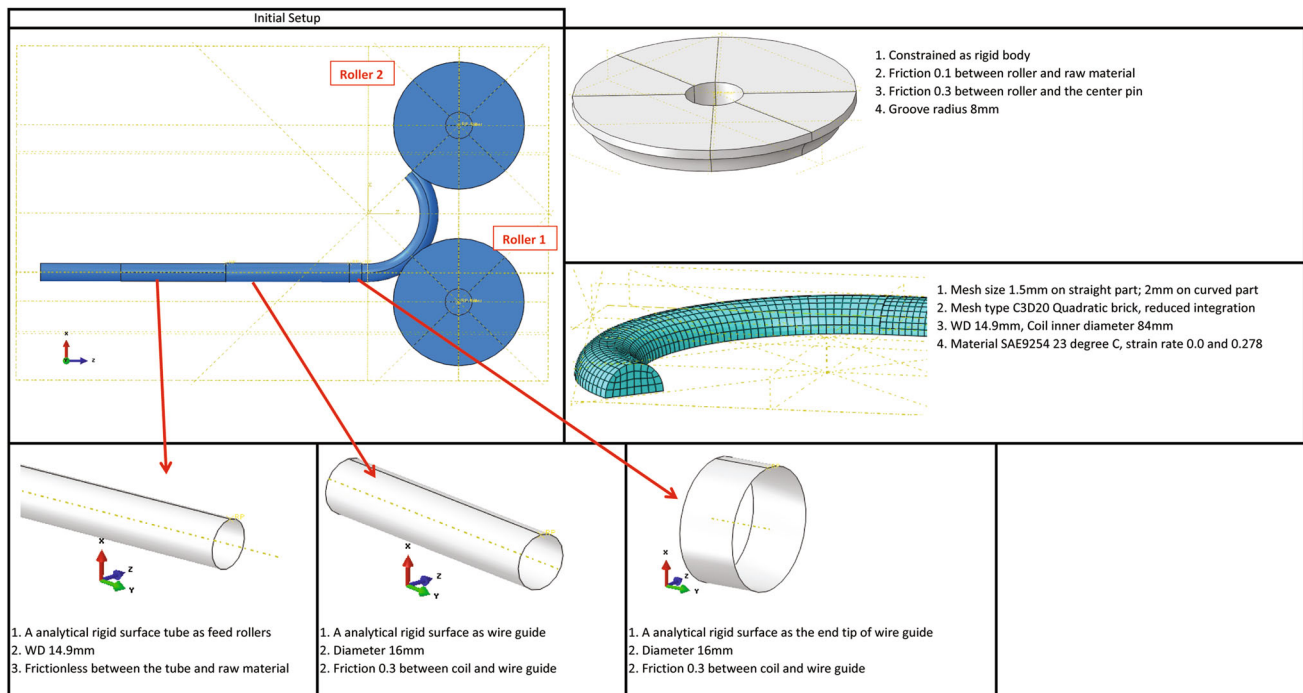 Initial Setup
Roller 2
Roller 1
X
Z
1. Constrained as rigid body
2. Friction 0.1 between roller and raw material
3. Friction 0.3 between roller and the center pin
4. Groove radius 8mm
1. Mesh size 1.5mm on straight part; 2mm on curved part
2. Mesh type C3D20 Quadratic brick, reduced integration
3. WD 14.9mm, Coil inner diameter 84mm
4. Material SAE9254 23 degree C, strain rate 0.0 and 0.278
X
Z
Y
1. A analytical rigid surface tube as feed rollers
2. WD 14.9mm
3. Frictionless between the tube and raw material
X
Z
Y
1. A analytical rigid surface as wire guide
2. Diameter 16mm
2. Friction 0.3 between coil and wire guide
X
Z
Y
1. A analytical rigid surface as the end tip of wire guide
2. Diameter 16mm
2. Friction 0.3 between coil and wire guide